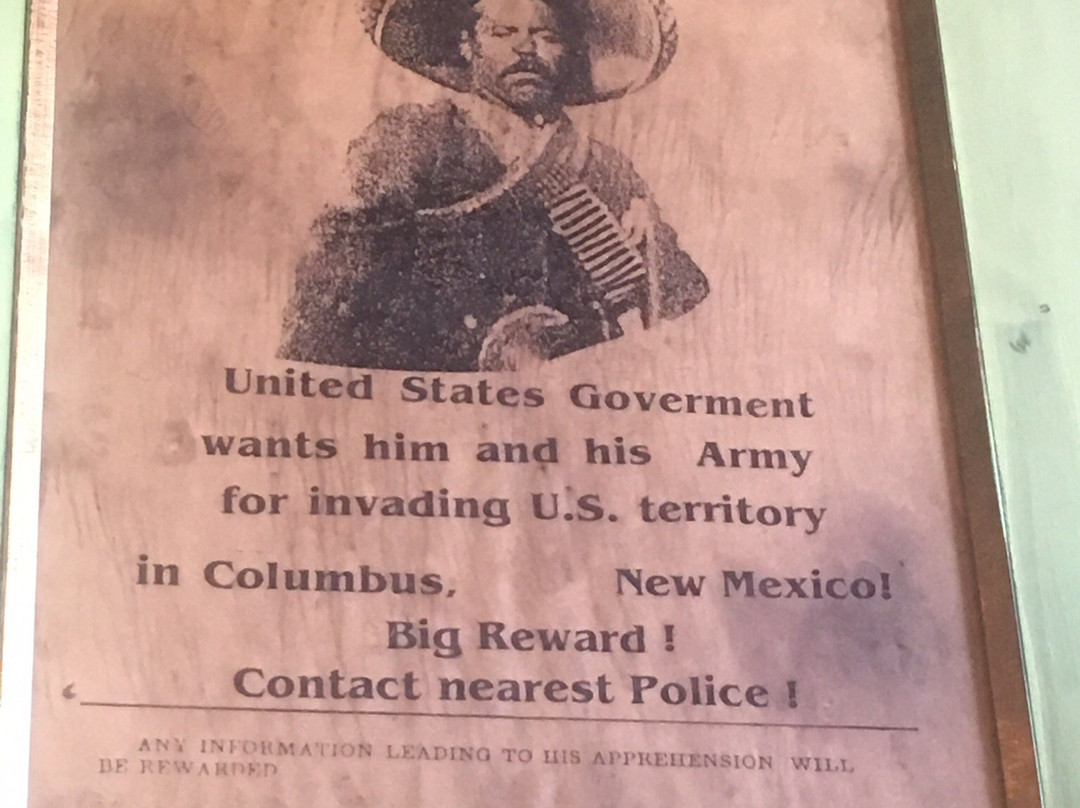 United States Goverment
wants him and his Army
for invading U.S. territory
in Columbus, New Mexico!
Big Reward !
Contact nearest Police !
ANY INFORMATION LEADING TO HIS APPREHENSION WILL
BE REWARDED